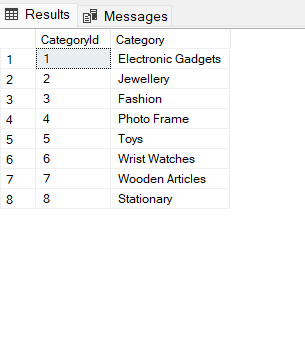 Results Messages
CategoryId Category
1 1 Electronic Gadgets
2 2 Jewellery
3 3 Fashion
4 4 Photo Frame
5 5 Toys
6 6 Wrist Watches
7 7 Wooden Articles
8 8 Stationary